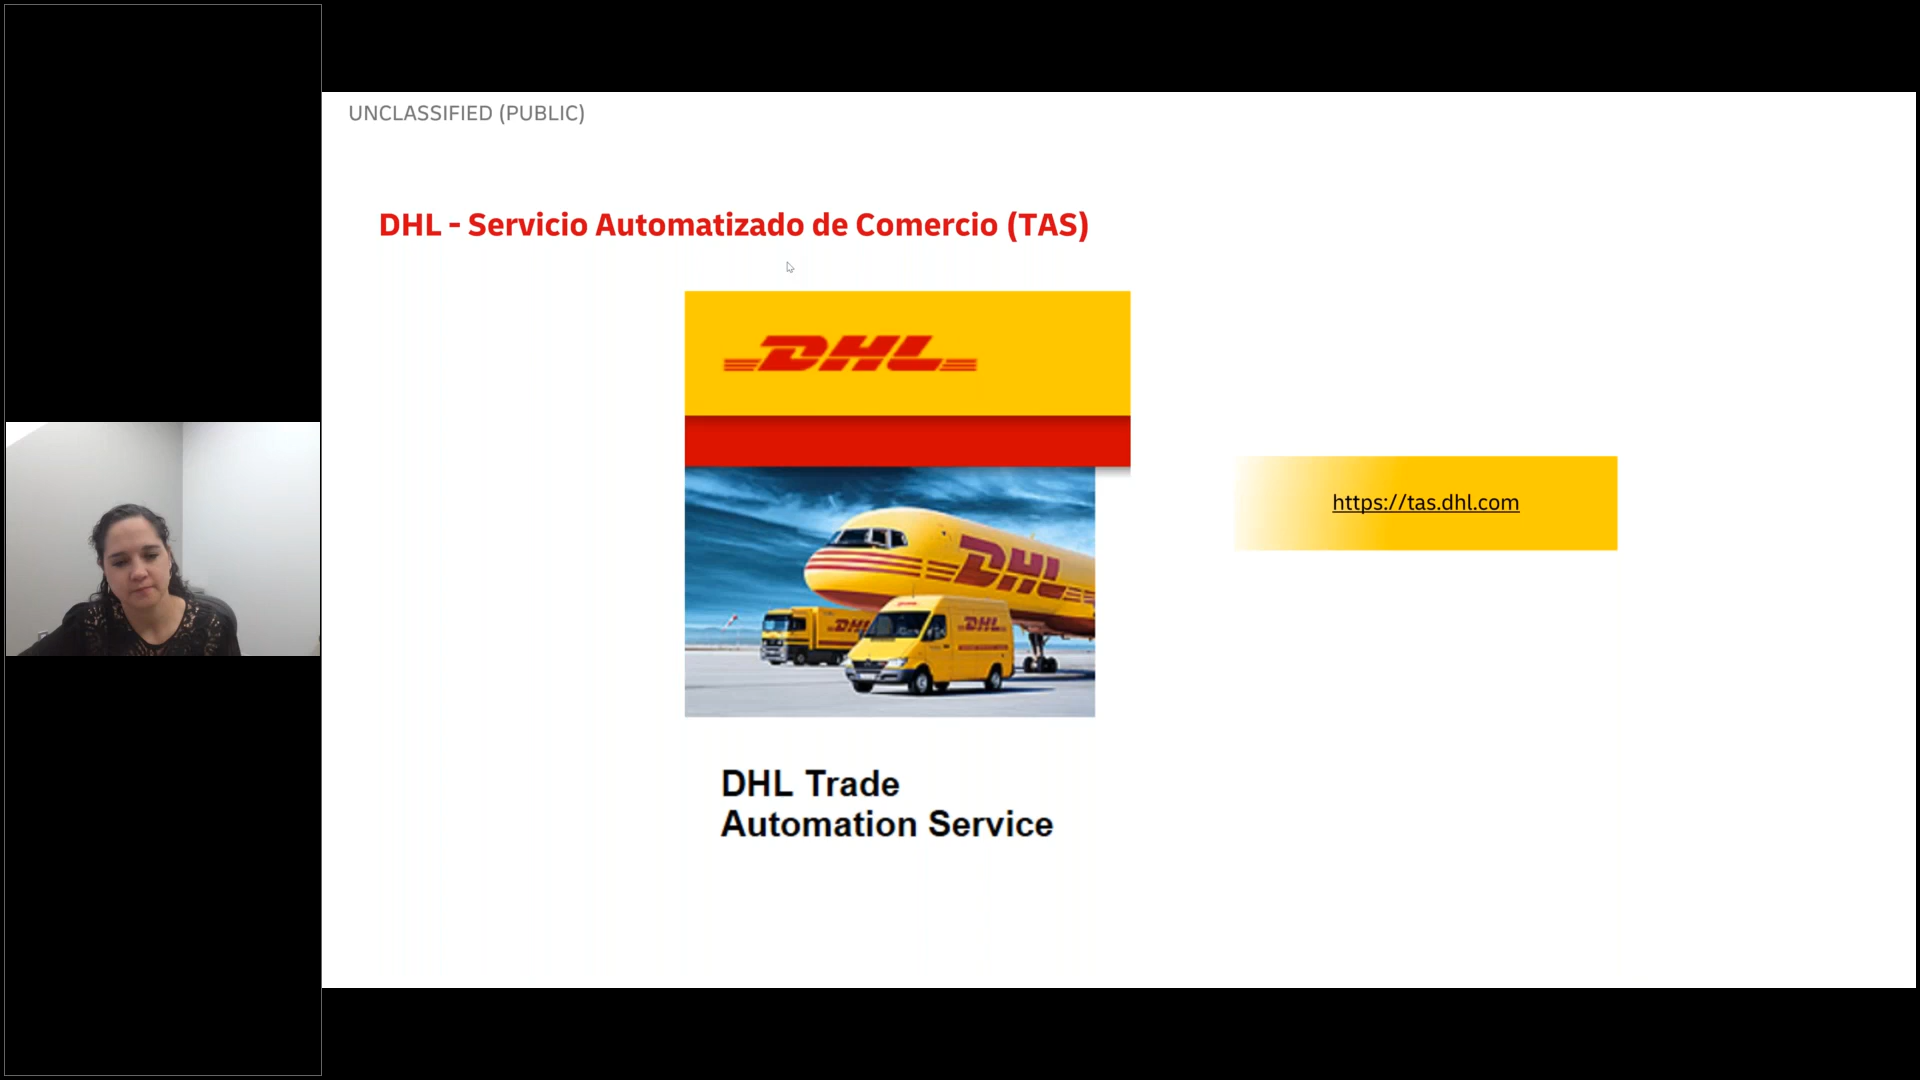 UNCLASSIFIED (PUBLIC)
DHL - Servicio Automatizado de Comercio (TAS)
DHL
https://tas.dhl.com
DHL
DHL
DHL
DHL Trade
Automation Service